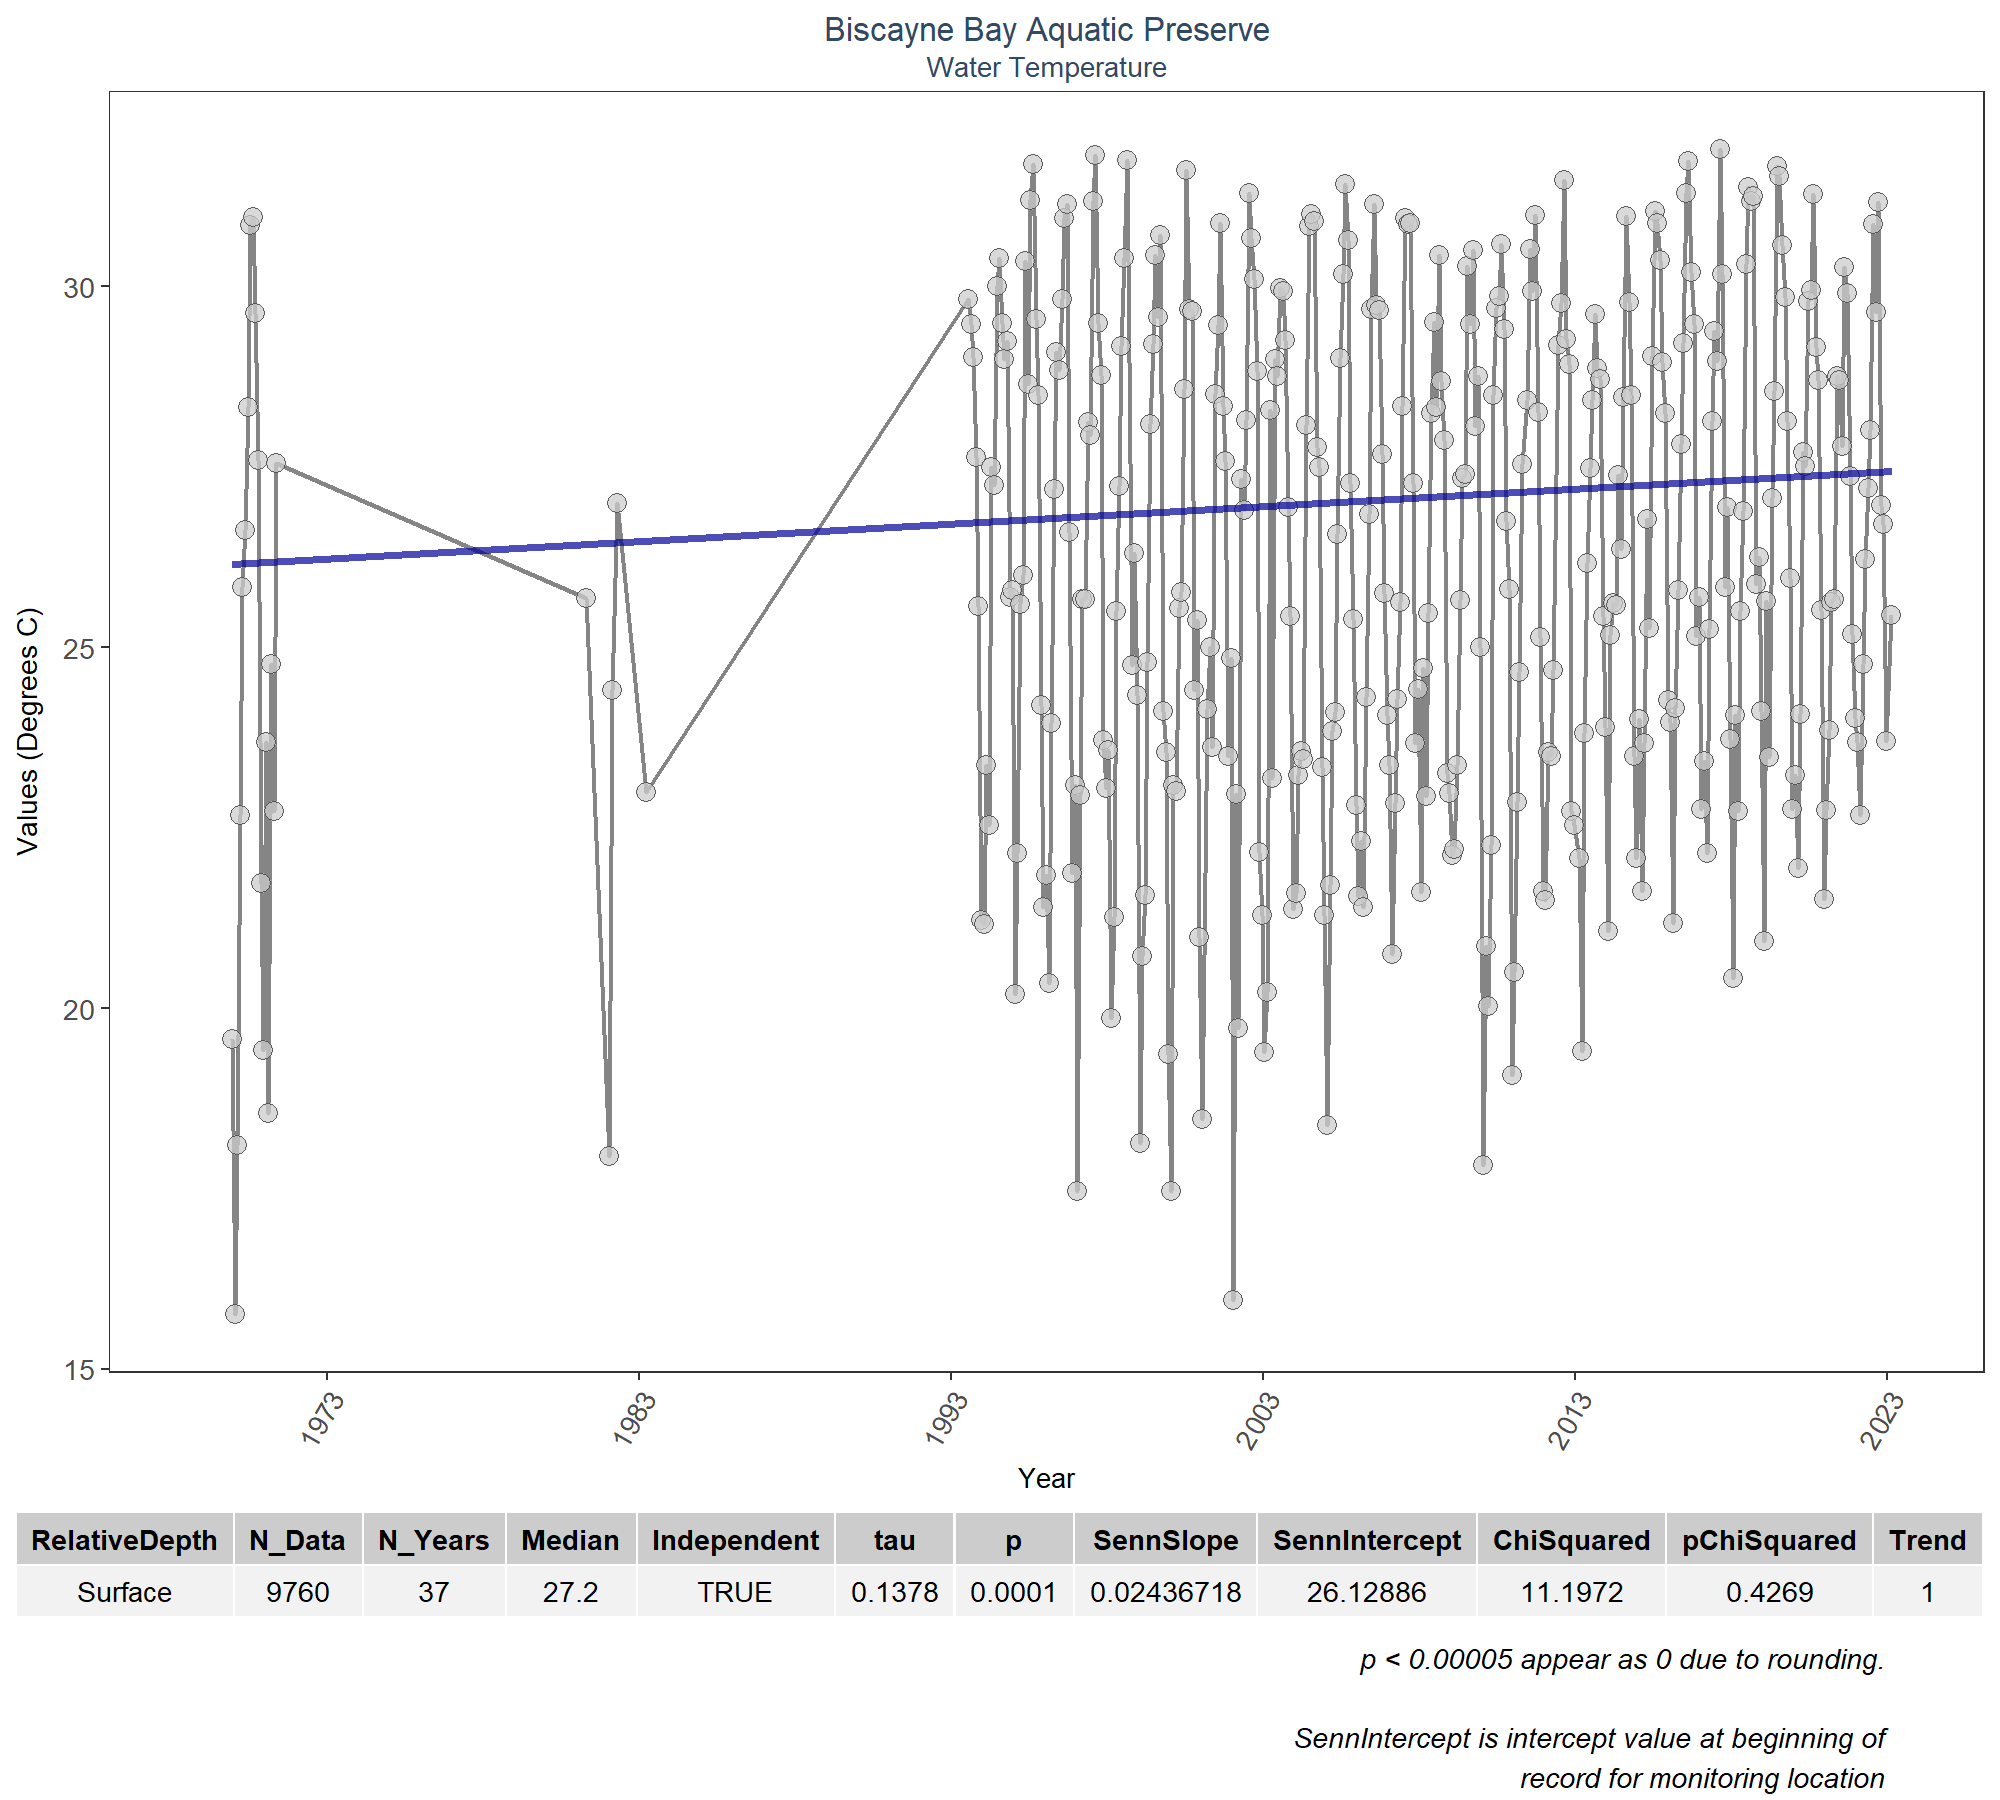 Biscayne Bay Aquatic Preserve
Water Temperature
Values (Degrees C)
30
25
20
15
1973
1983
1993
2003
2013
2023
Year
RelativeDepth N_Data N_Years Median Independent tau p SennSlope SennIntercept ChiSquared pChiSquared Trend
Surface 9760 37 27.2 TRUE 0.1378 0.0001 0.02436718 26.12886 11.1972 0.4269 1
p < 0.00005 appear as 0 due to rounding.
SennIntercept is intercept value at beginning of
record for monitoring location